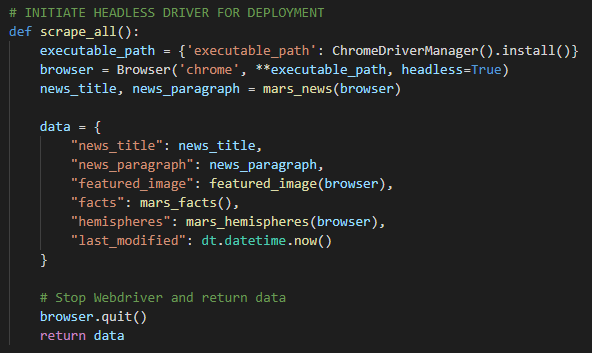 # INITIATE HEADLESS DRIVER FOR DEPLOYMENT
def scrape_all():
    executable_path = {'executable_path': ChromeDriverManager().install()}
    browser = Browser('chrome', **executable_path, headless=True)
    news_title, news_paragraph = mars_news(browser)

    data = {
        "news_title": news_title,
        "news_paragraph": news_paragraph,
        "featured_image": featured_image(browser),
        "facts": mars_facts(),
        "hemispheres": mars_hemispheres(browser),
        "last_modified": dt.datetime.now()
    }

    # Stop Webdriver and return data
    browser.quit()
    return data